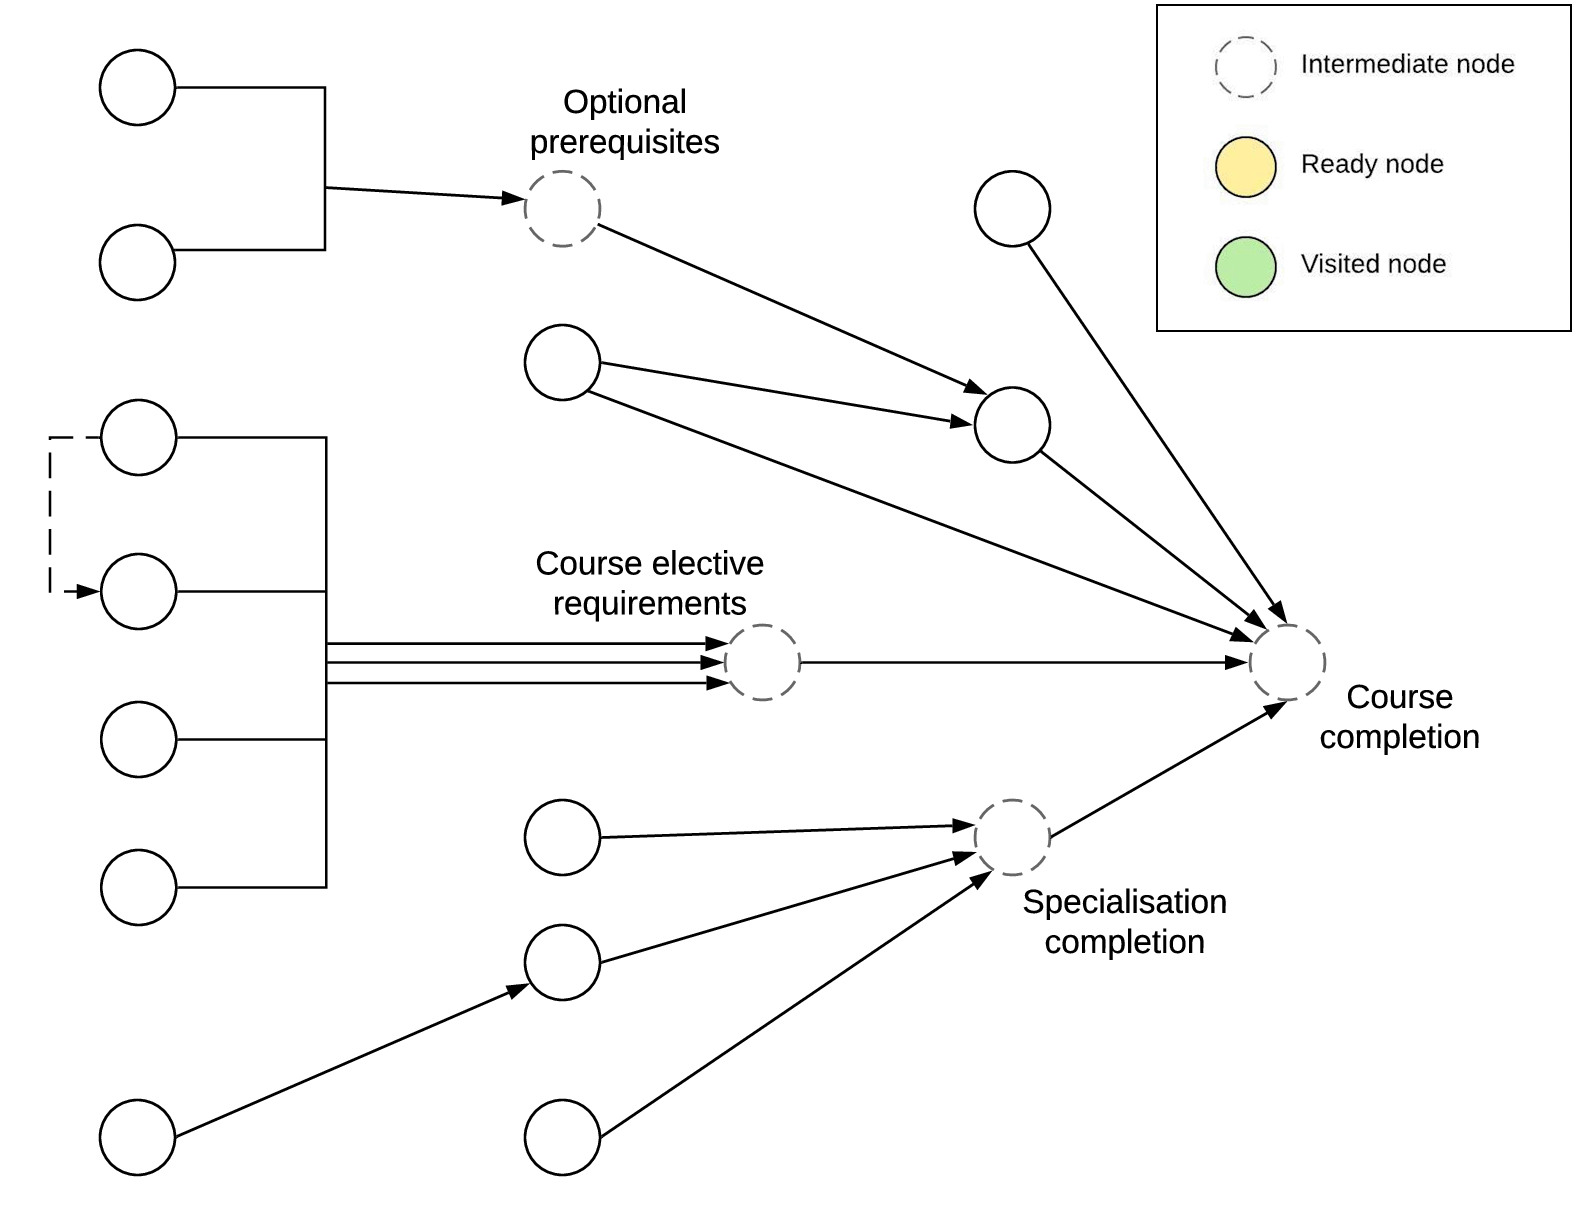 Intermediate node
Ready node
Visited node
Optional
prerequisites
Course elective
requirements
Course
completion
Specialisation
completion